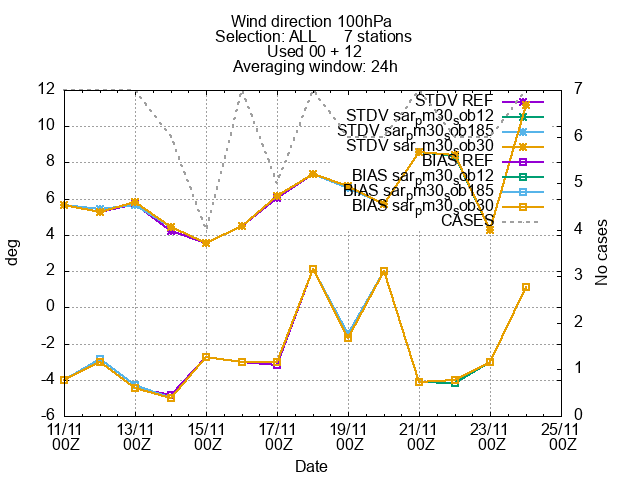 Wind direction 100hPa
Selection: ALL 7 stations
Used 00 + 12
Averaging window: 24h
12
10
8
6
4
2
0
-2
-4
-6
deg
7
6
5
4
3
2
1
0
No cases
STDV REF
STDV sar_pm30_sob12
STDV sar_pm30_sob185
STDV sar_pm30_sob30
BIAS REF
BIAS sar_pm30_sob12
BIAS sar_pm30_sob185
BIAS sar_pm30_sob30
CASES
11/11 13/11 15/11 17/11 19/11 21/11 23/11 25/11
00Z 00Z 00Z 00Z 00Z 00Z 00Z 00Z
Date